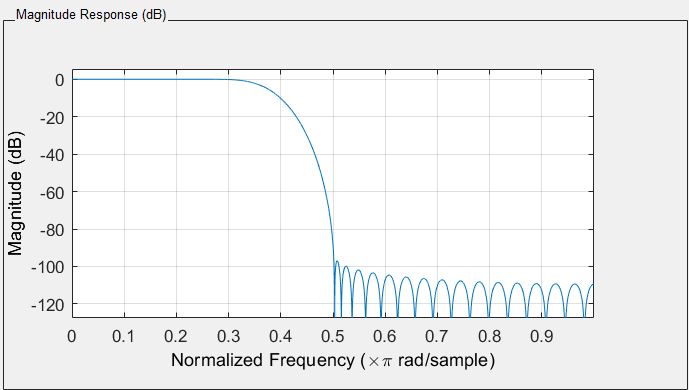 Magnitude Response (dB)
Magnitude (dB)
0
-20
-40
-60
-80
-100
-120
0 0.1 0.2 0.3 0.4 0.5 0.6 0.7 0.8 0.9
Normalized Frequency (×π rad/sample)